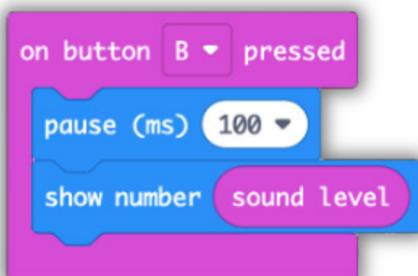 on button B pressed
pause (ms) 100
show number sound level